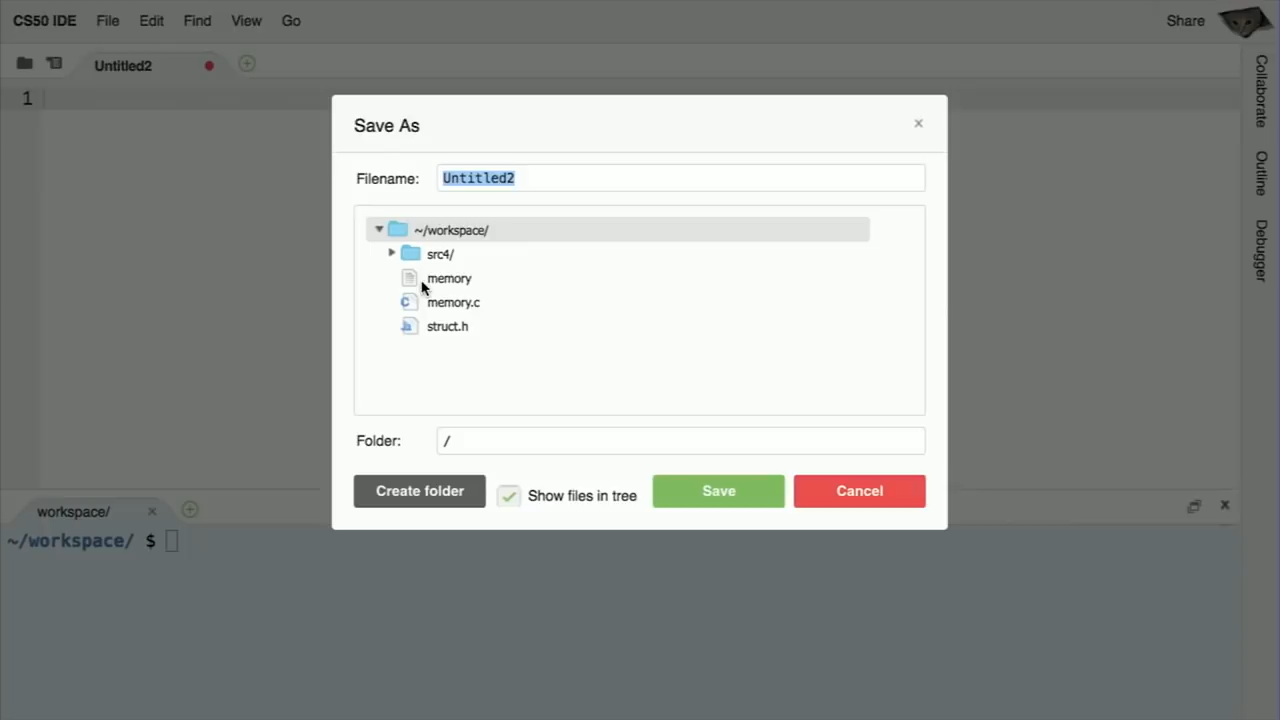 CS50 IDE File Edit Find View Go Share
Untitled2
1
Collaborate
Outline
Debugger
Save As
Filename: Untitled2
~/workspace/
src4/
memory
memory.c
struct.h
Folder: /
Create folder Show files in tree Save Cancel
workspace/
~/workspace/ $